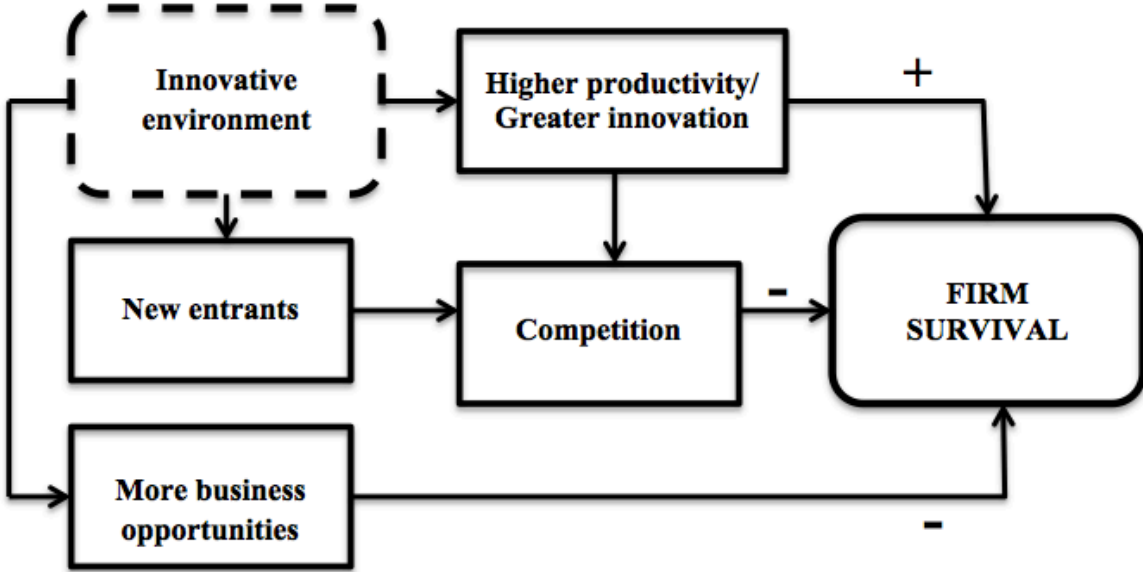 Innovative
environment
Higher productivity/
Greater innovation
+
New entrants
Competition
-
FIRM
SURVIVAL
More business
opportunities
-